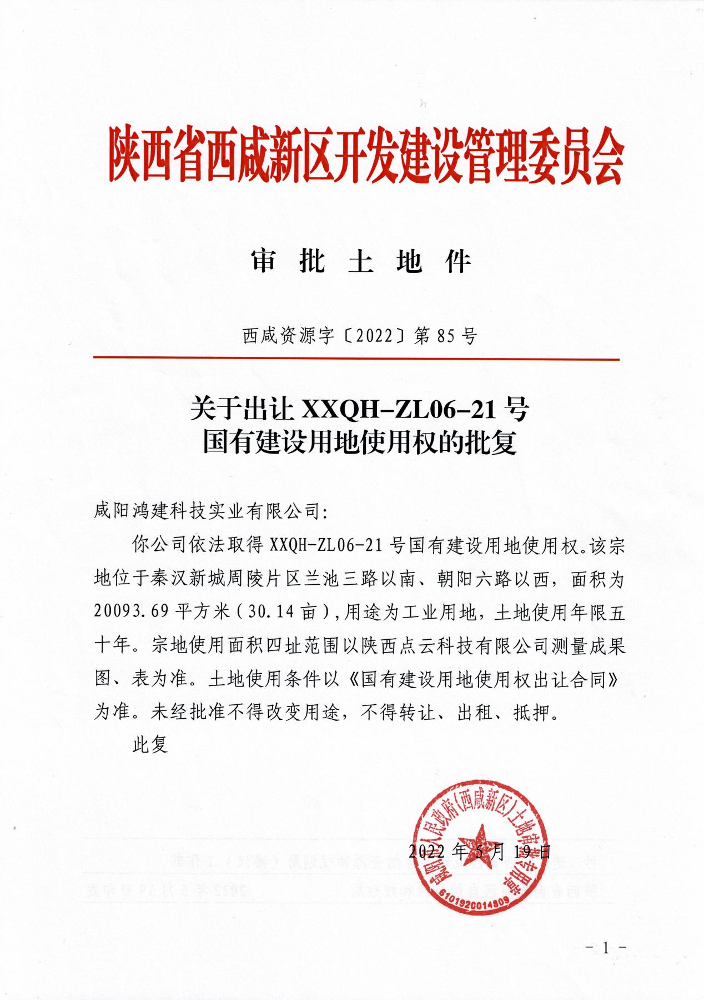 陕西省西咸新区开发建设管理委员会
审批土地件
西咸资源字〔2022〕第85号
关于出让XXQH-ZL06-21号
国有建设用地使用权的批复
咸阳鸿建科技实业有限公司:
你公司依法取得XXQH-ZL06-21号国有建设用地使用权。该宗
地位于秦汉新城周陵片区兰池三路以南、朝阳六路以西，面积为
20093.69平方米(30.14亩),用途为工业用地，土地使用年限五
十年。宗地使用面积四址范围以陕西点云科技有限公司测量成果
图、表为准。土地使用条件以《国有建设用地使用权出让合同》
为准。未经批准不得改变用途，不得转让、出租、抵押。
此复
咸阳市人民政府(西咸新区)土地审批专用章
2022年5月19日
6101920014809
- 1 -